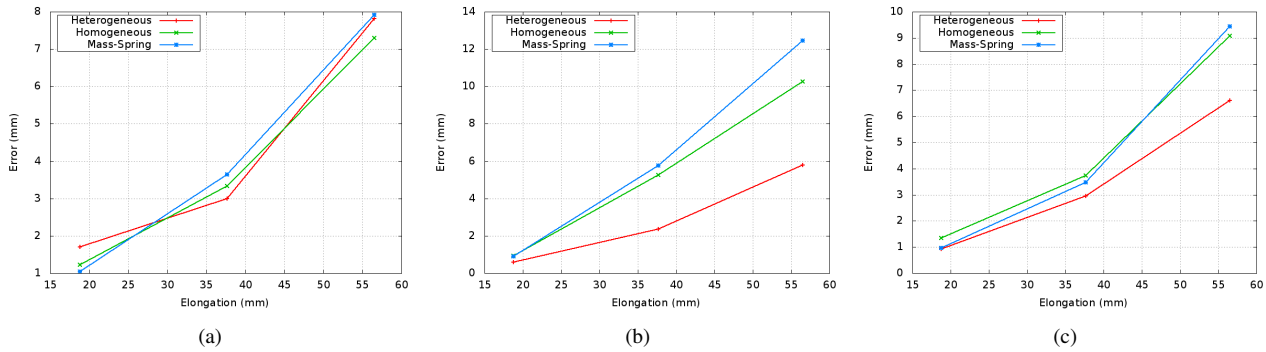 Error (mm)
8
7
6
5
4
3
2
1
Heterogeneous
Homogeneous
Mass-Spring
15 20 25 30 35 40 45 50 55 60
Elongation (mm)
(a)
Error (mm)
14
12
10
8
6
4
2
0
Heterogeneous
Homogeneous
Mass-Spring
15 20 25 30 35 40 45 50 55 60
Elongation (mm)
(b)
Error (mm)
10
9
8
7
6
5
4
3
2
1
0
Heterogeneous
Homogeneous
Mass-Spring
15 20 25 30 35 40 45 50 55 60
Elongation (mm)
(c)